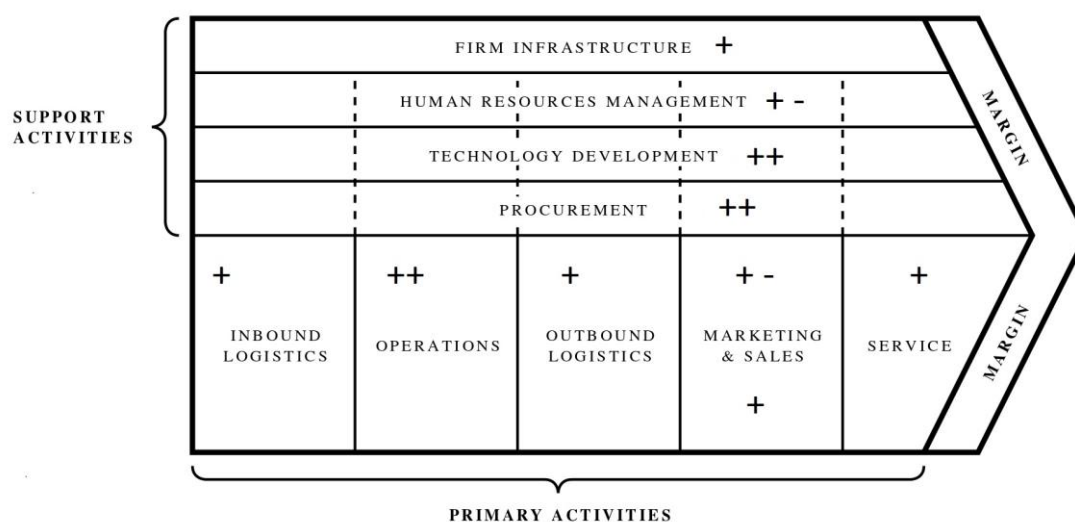 FIRM INFRASTRUCTURE +
HUMAN RESOURCES MANAGEMENT + -
SUPPORT
ACTIVITIES
TECHNOLOGY DEVELOPMENT ++
PROCUREMENT ++
MARGIN
+ ++ + + - +
INBOUND
LOGISTICS
OPERATIONS
OUTBOUND
LOGISTICS
MARKETING
& SALES
+
SERVICE
MARGIN
PRIMARY ACTIVITIES